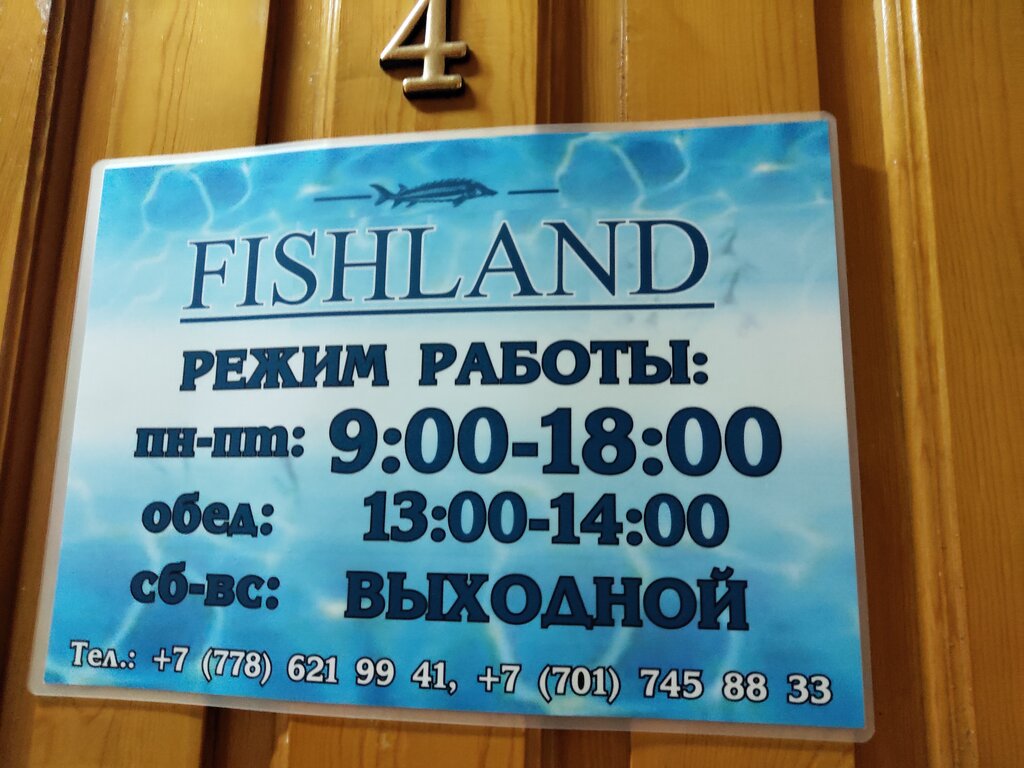 4
FISHLAND
РЕЖИМ РАБОТЫ:
пн-пт: 9:00-18:00
обед: 13:00-14:00
сб-вс: ВЫХОДНОЙ
Тел.: +7 (778) 621 99 41, +7 (701) 745 88 33